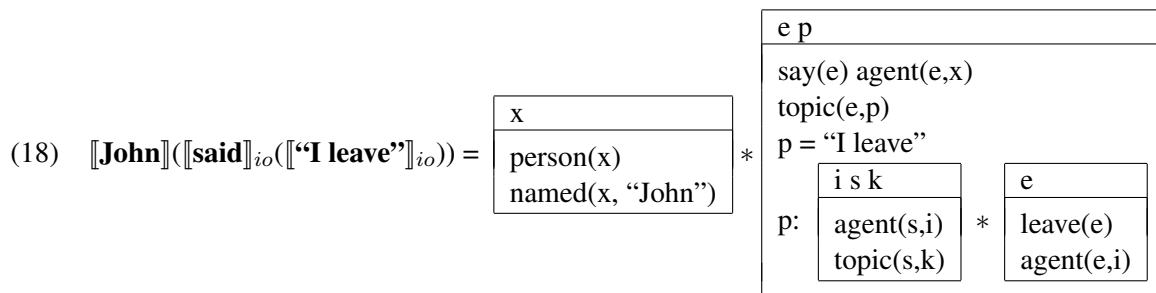 e p
say(e) agent(e,x)
topic(e,p)
p = “I leave”
(18) ⟦John⟧(⟦said⟧io(⟦“I leave”⟧io)) = x * 
person(x)
named(x, “John”)
p: i s k * e
agent(s,i) leave(e)
topic(s,k) agent(e,i)